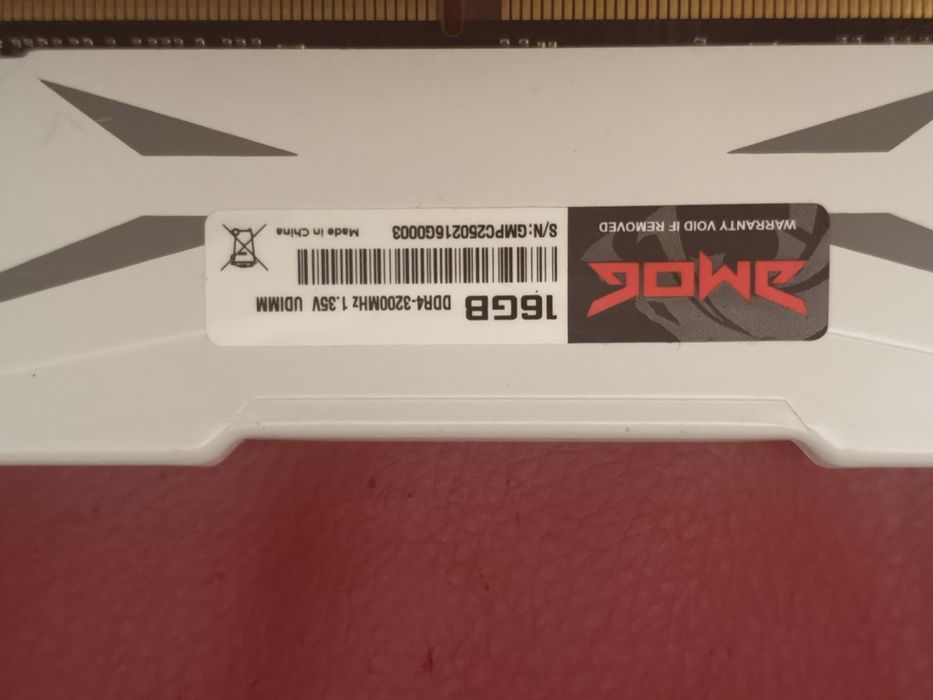 WARRANTY VOID IF REMOVED
16GB DDR4-3200MHz 1.35V UDIMM
S/N:GMPC250216G0003 Made in China